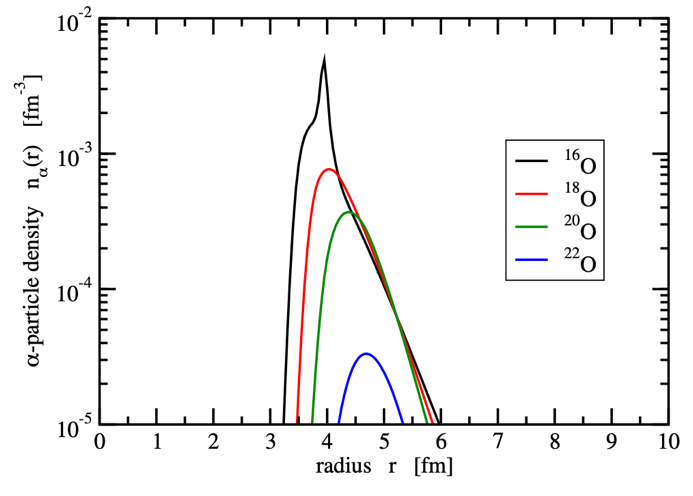 10⁻²
10⁻³
10⁻⁴
10⁻⁵
α-particle density nα(r) [fm⁻³]
¹⁶O
¹⁸O
²⁰O
²²O
0 1 2 3 4 5 6 7 8 9 10
radius r [fm]